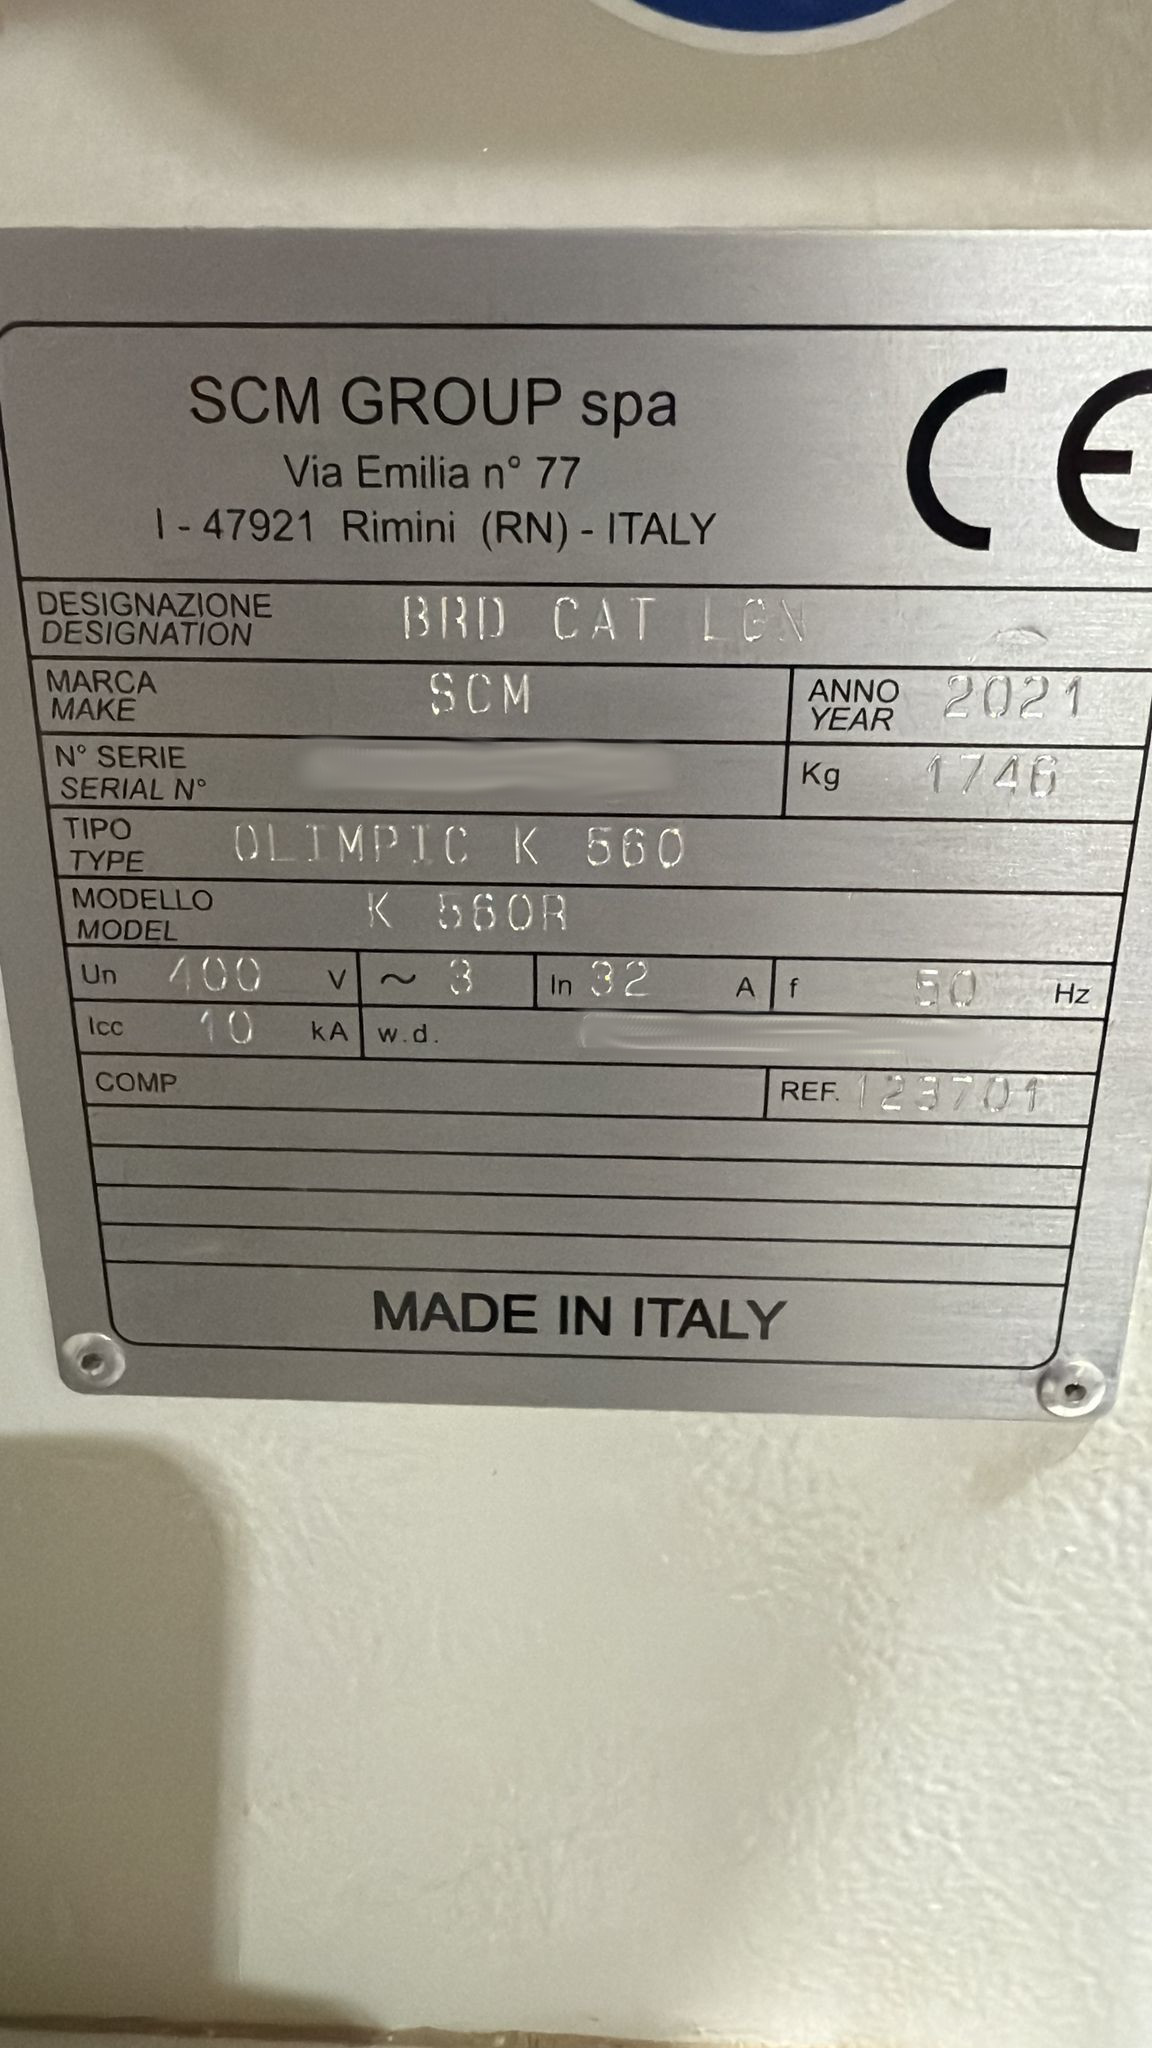 SCM GROUP spa
Via Emilia n° 77
I - 47921 Rimini (RN) - ITALY
CE
DESIGNAZIONE
DESIGNATION
BRD CAT LGN
MARCA
MAKE
SCM
ANNO
YEAR
2021
N° SERIE
SERIAL N°
Kg 1746
TIPO
TYPE
OLIMPIC K 560
MODELLO
MODEL
K 560R
Un 400 V ~ 3 In 32 A f 50 Hz
Icc 10 kA w.d.
COMP
REF. 123701
MADE IN ITALY